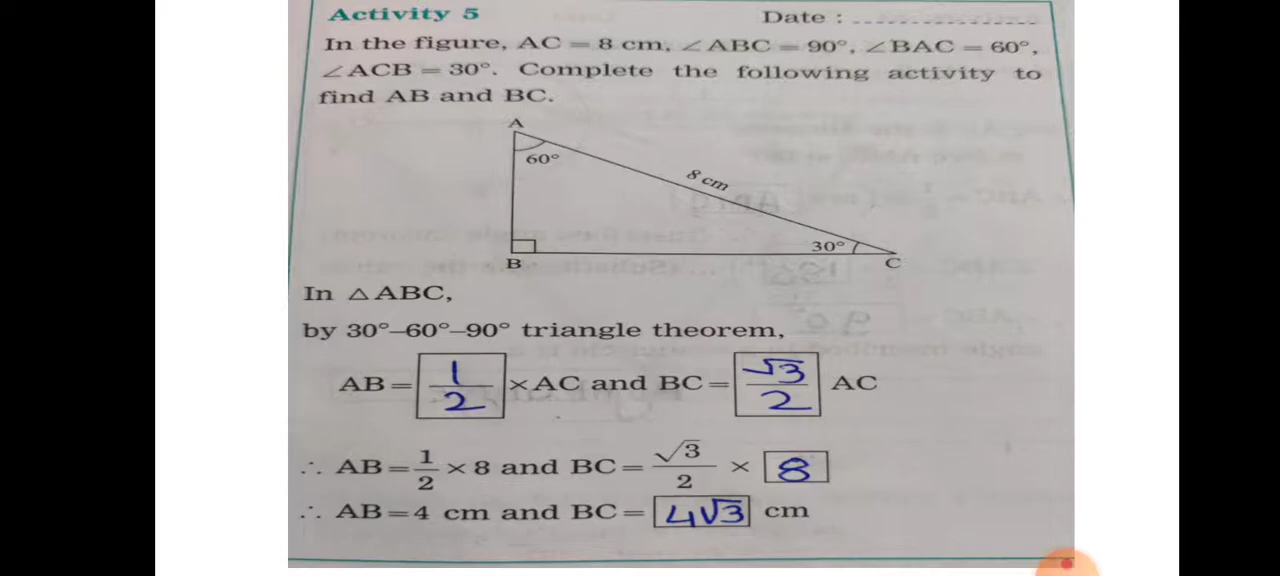 Activity 5 Date : ....................
In the figure, AC = 8 cm, ∠ABC = 90°, ∠BAC = 60°,
∠ACB = 30°. Complete the following activity to
find AB and BC.
A
60°
8 cm
30°
B
C
In △ABC,
by 30°–60°–90° triangle theorem,
AB = 1/2 × AC and BC = √3/2 AC
∴ AB = 1/2 × 8 and BC = √3/2 × 8
∴ AB = 4 cm and BC = 4√3 cm